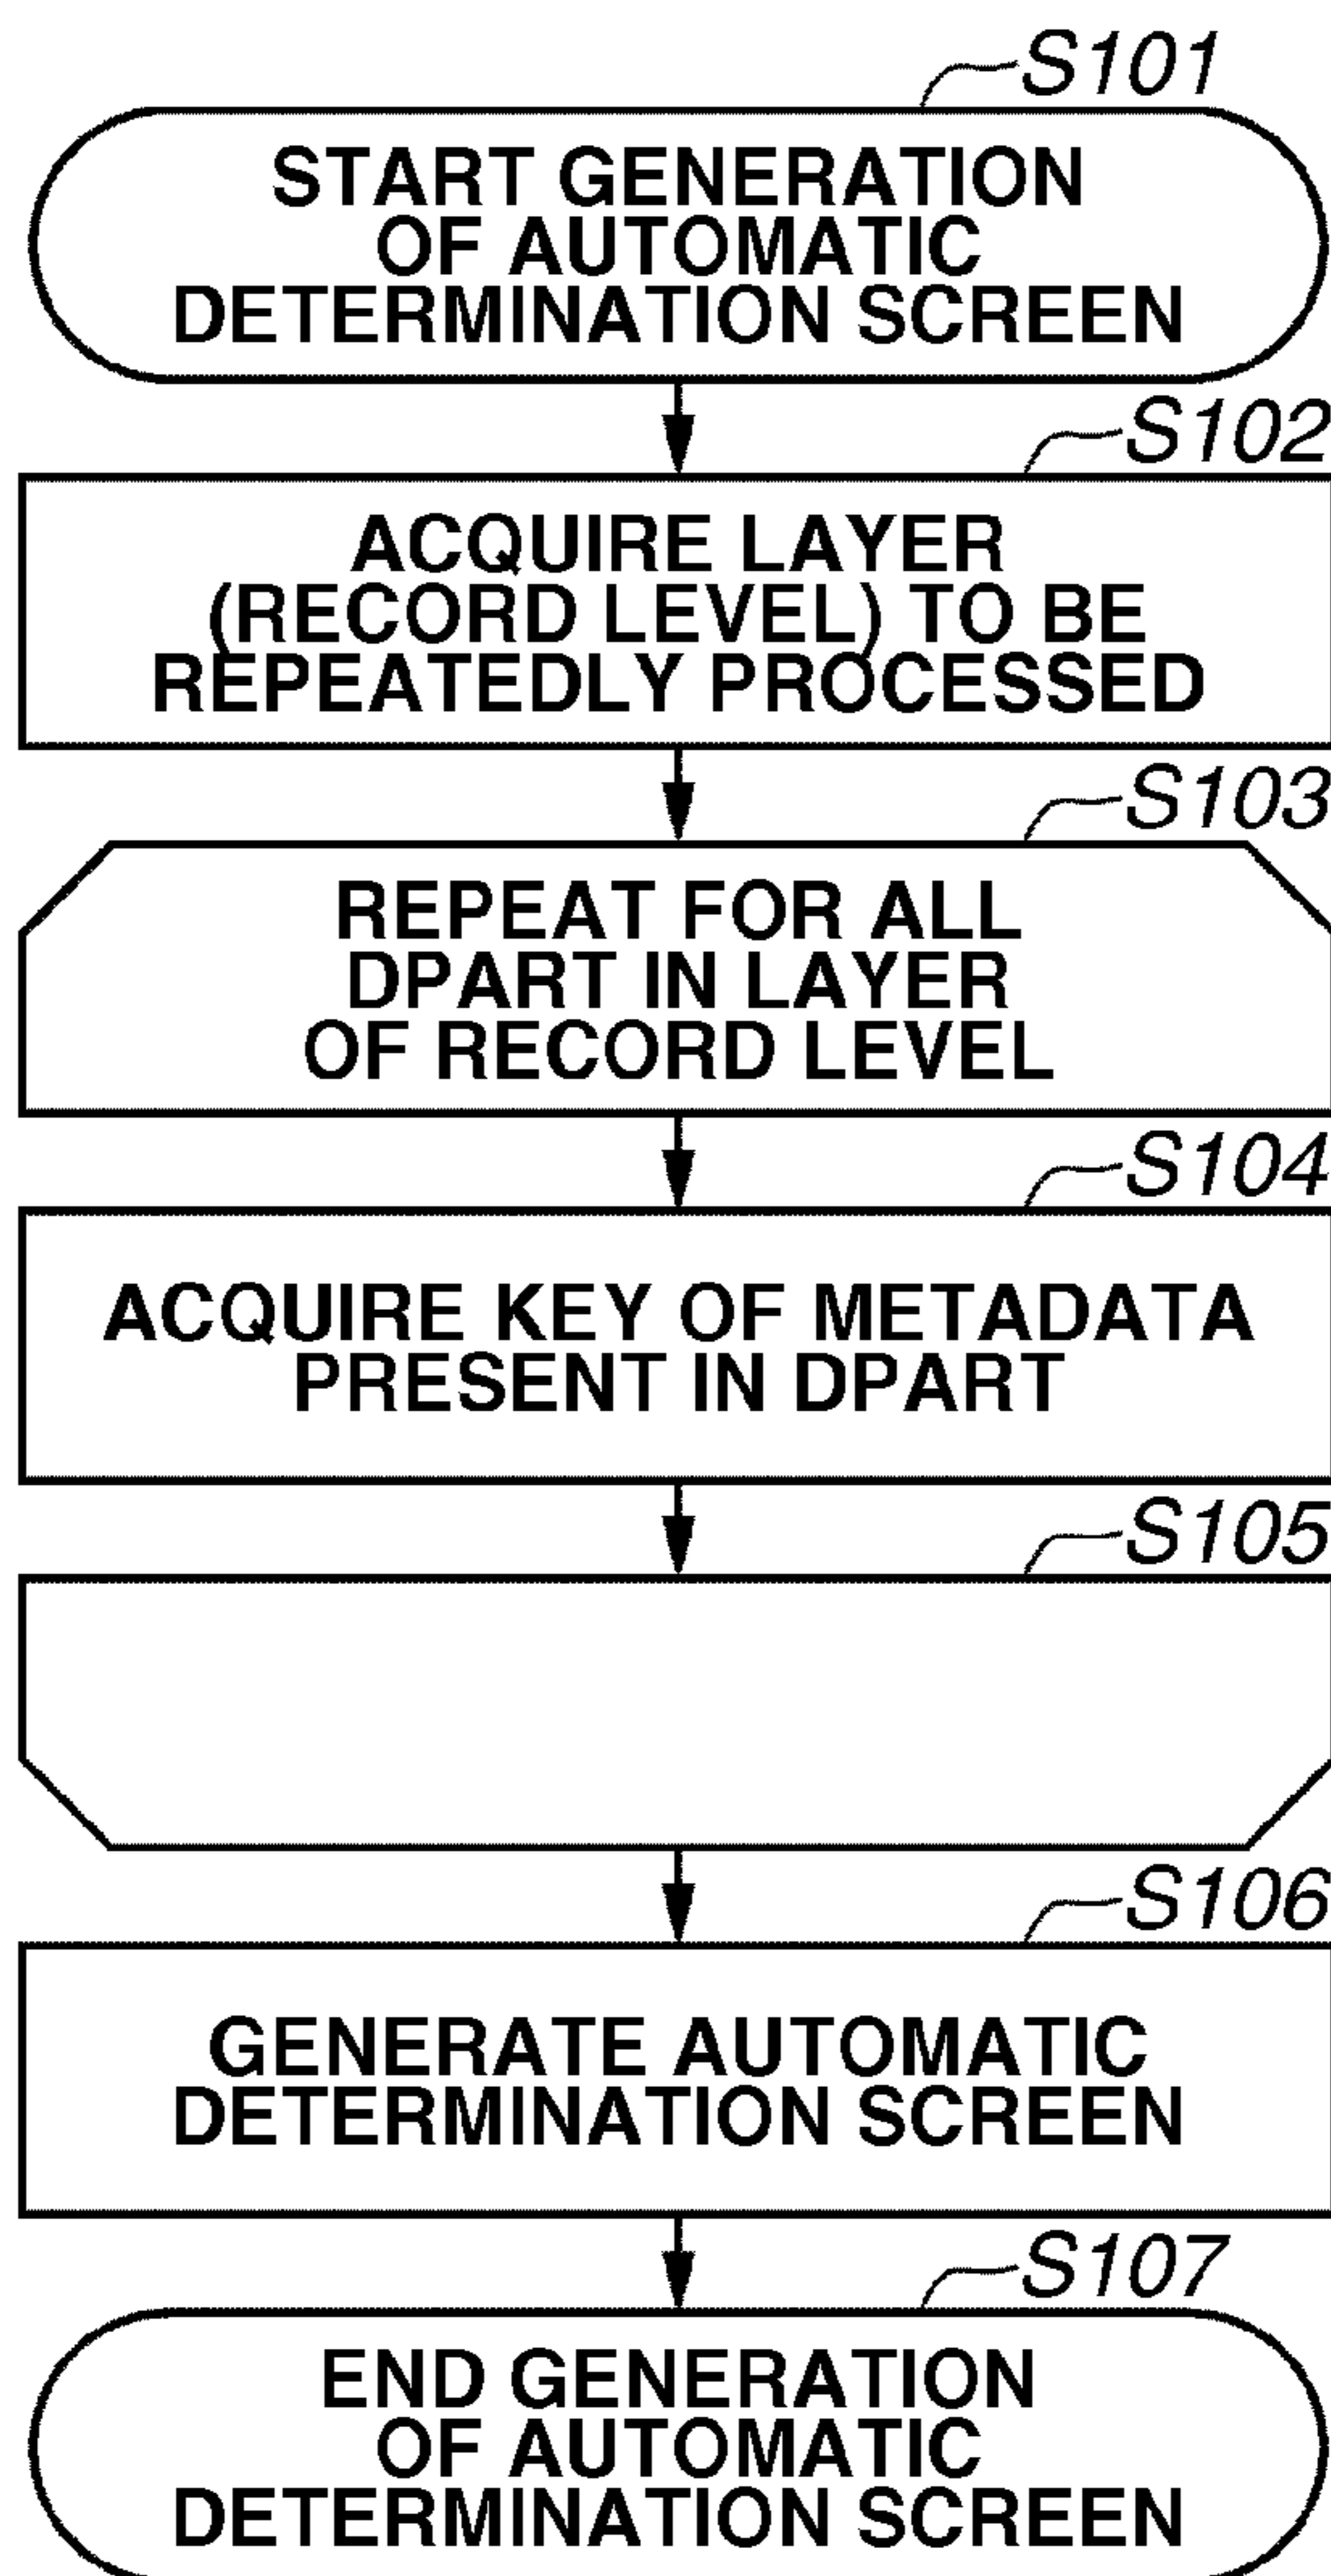 S101
START GENERATION
OF AUTOMATIC
DETERMINATION SCREEN
S102
ACQUIRE LAYER
(RECORD LEVEL) TO BE
REPEATEDLY PROCESSED
S103
REPEAT FOR ALL
DPART IN LAYER
OF RECORD LEVEL
S104
ACQUIRE KEY OF METADATA
PRESENT IN DPART
S105
S106
GENERATE AUTOMATIC
DETERMINATION SCREEN
S107
END GENERATION
OF AUTOMATIC
DETERMINATION SCREEN